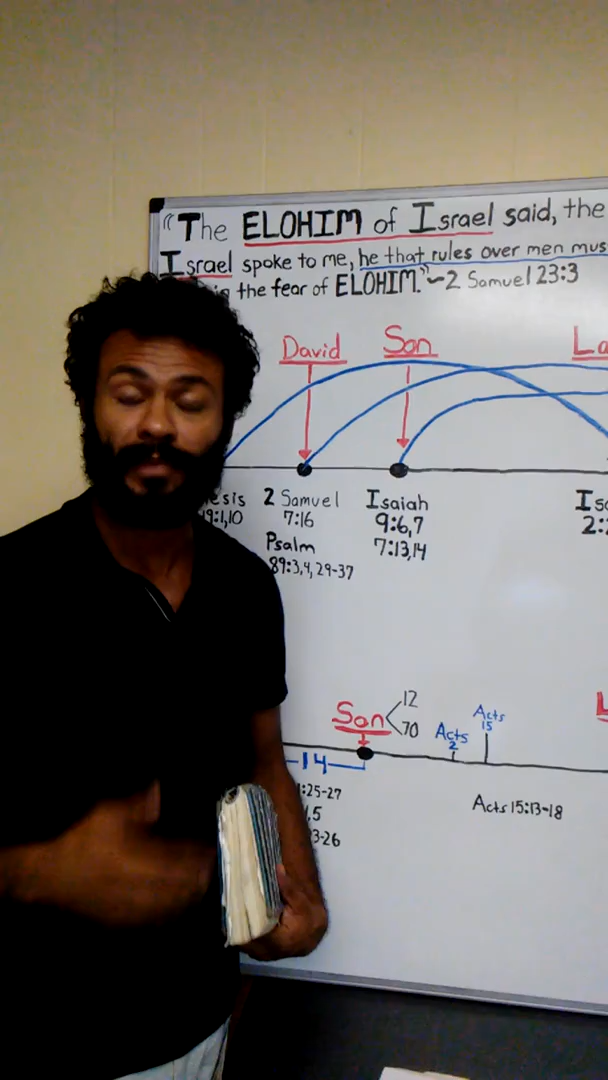 "The ELOHIM of Israel said, the
Israel spoke to me, he that rules over men mus
the fear of ELOHIM."~2 Samuel 23:3
David Son La
esis 2 Samuel Isaiah Is
49:1,10 7:16 9:6,7 2:2
Psalm 7:13,14
89:3,4,29-37
Son 12
70
Acts
2
Acts
15
L
14
:25-27
,5
3-26
Acts 15:13-18